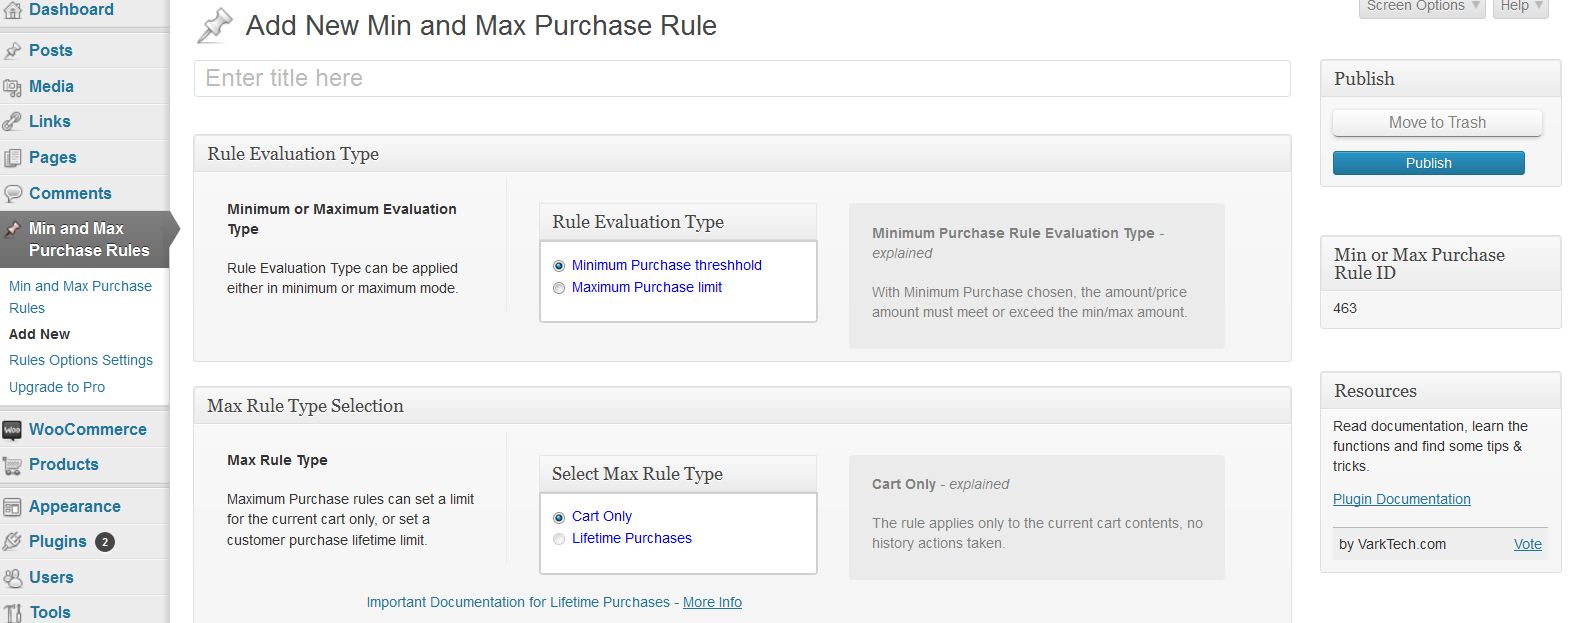 Dashboard
Posts
Media
Links
Pages
Comments
Min and Max
Purchase Rules
Min and Max Purchase
Rules
Add New
Rules Options Settings
Upgrade to Pro
WooCommerce
Products
Appearance
Plugins 2
Users
Tools
Screen Options
Help
Add New Min and Max Purchase Rule
Enter title here
Rule Evaluation Type
Minimum or Maximum Evaluation
Type
Rule Evaluation Type can be applied
either in minimum or maximum mode.
Rule Evaluation Type
Minimum Purchase threshhold
Maximum Purchase limit
Minimum Purchase Rule Evaluation Type -
explained
With Minimum Purchase chosen, the amount/price
amount must meet or exceed the min/max amount.
Max Rule Type Selection
Max Rule Type
Maximum Purchase rules can set a limit
for the current cart only, or set a
customer purchase lifetime limit.
Select Max Rule Type
Cart Only
Lifetime Purchases
Cart Only - explained
The rule applies only to the current cart contents, no
history actions taken.
Important Documentation for Lifetime Purchases - More Info
Publish
Move to Trash
Publish
Min or Max Purchase
Rule ID
463
Resources
Read documentation, learn the
functions and find some tips &
tricks.
Plugin Documentation
by VarkTech.com Vote